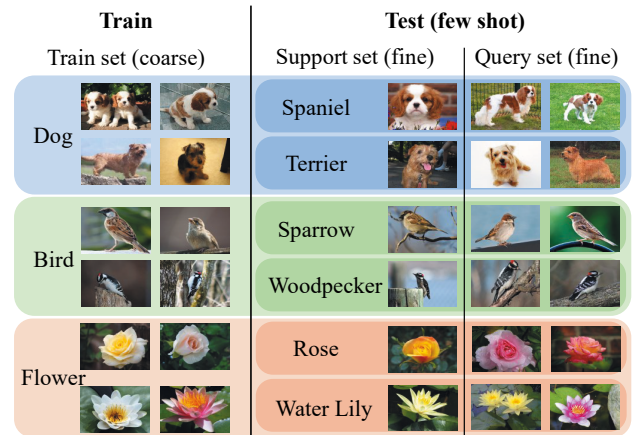 Train
Test (few shot)
Train set (coarse)
Support set (fine)
Query set (fine)
Dog
Spaniel
Terrier
Bird
Sparrow
Woodpecker
Flower
Rose
Water Lily